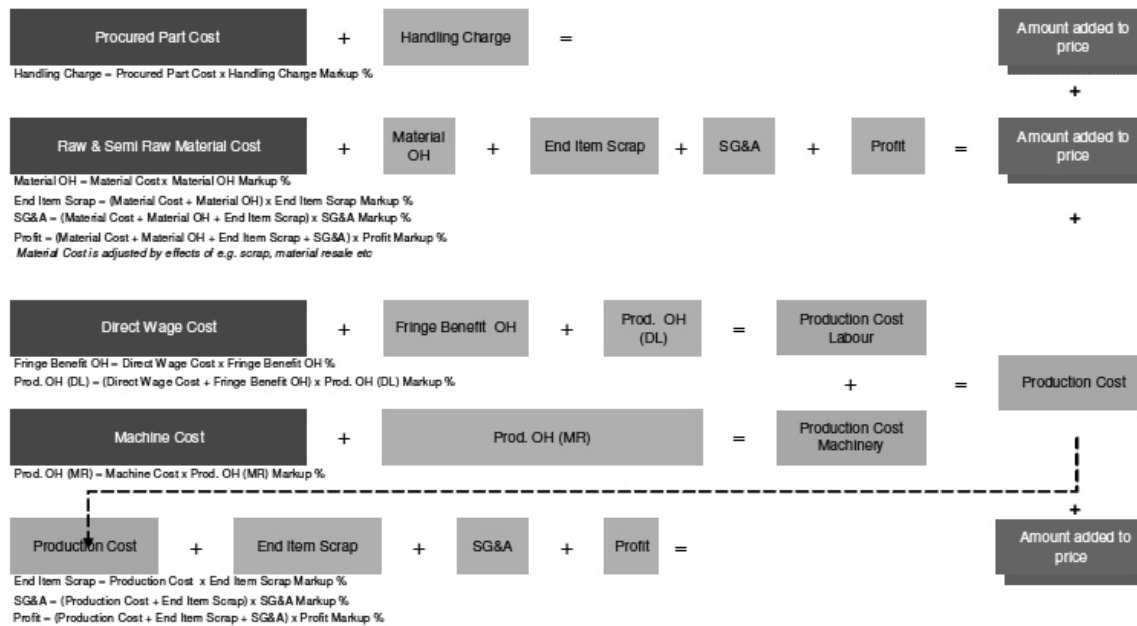 Procured Part Cost + Handling Charge = Amount added to price
Handling Charge = Procured Part Cost x Handling Charge Markup %
+
Raw & Semi Raw Material Cost + Material OH + End Item Scrap + SG&A + Profit = Amount added to price
Material OH = Material Cost x Material OH Markup %
End Item Scrap = (Material Cost + Material OH) x End Item Scrap Markup %
SG&A = (Material Cost + Material OH + End Item Scrap) x SG&A Markup %
+
Profit = (Material Cost + Material OH + End Item Scrap + SG&A) x Profit Markup %
Material Cost is adjusted by effects of e.g. scrap, material resale etc
Direct Wage Cost + Fringe Benefit OH + Prod. OH (DL) = Production Cost Labour
Fringe Benefit OH = Direct Wage Cost x Fringe Benefit OH %
Prod. OH (DL) = (Direct Wage Cost + Fringe Benefit OH) x Prod. OH (DL) Markup %
+ = Production Cost
Machine Cost + Prod. OH (MR) = Production Cost Machinery
Prod. OH (MR) = Machine Cost x Prod. OH (MR) Markup %
+
Production Cost + End Item Scrap + SG&A + Profit = Amount added to price
End Item Scrap = Production Cost x End Item Scrap Markup %
SG&A = (Production Cost + End Item Scrap) x SG&A Markup %
Profit = (Production Cost + End Item Scrap + SG&A) x Profit Markup %